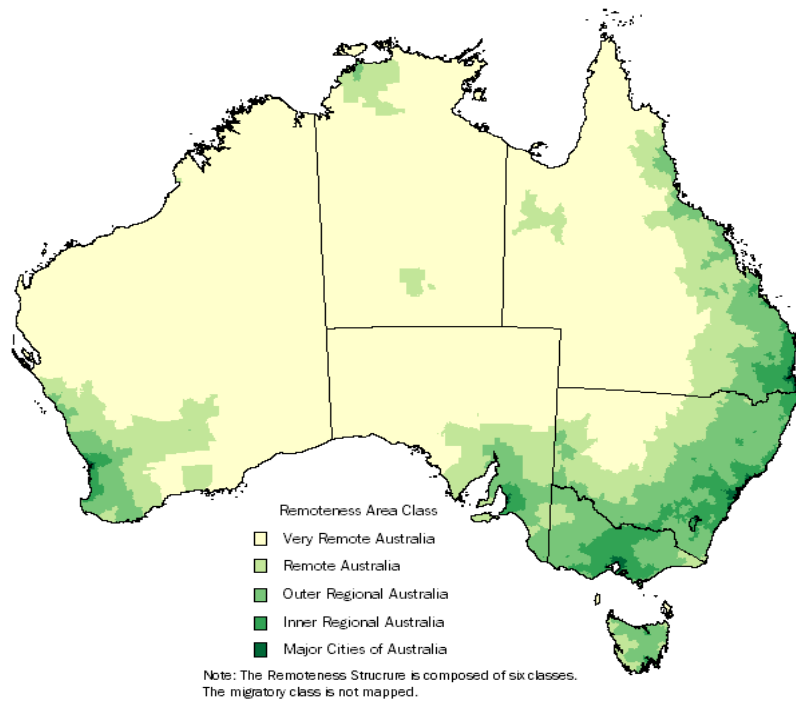 Remoteness Area Class
Very Remote Australia
Remote Australia
Outer Regional Australia
Inner Regional Australia
Major Cities of Australia
Note: The Remoteness Strucrure is composed of six classes.
The migratory class is not mapped.